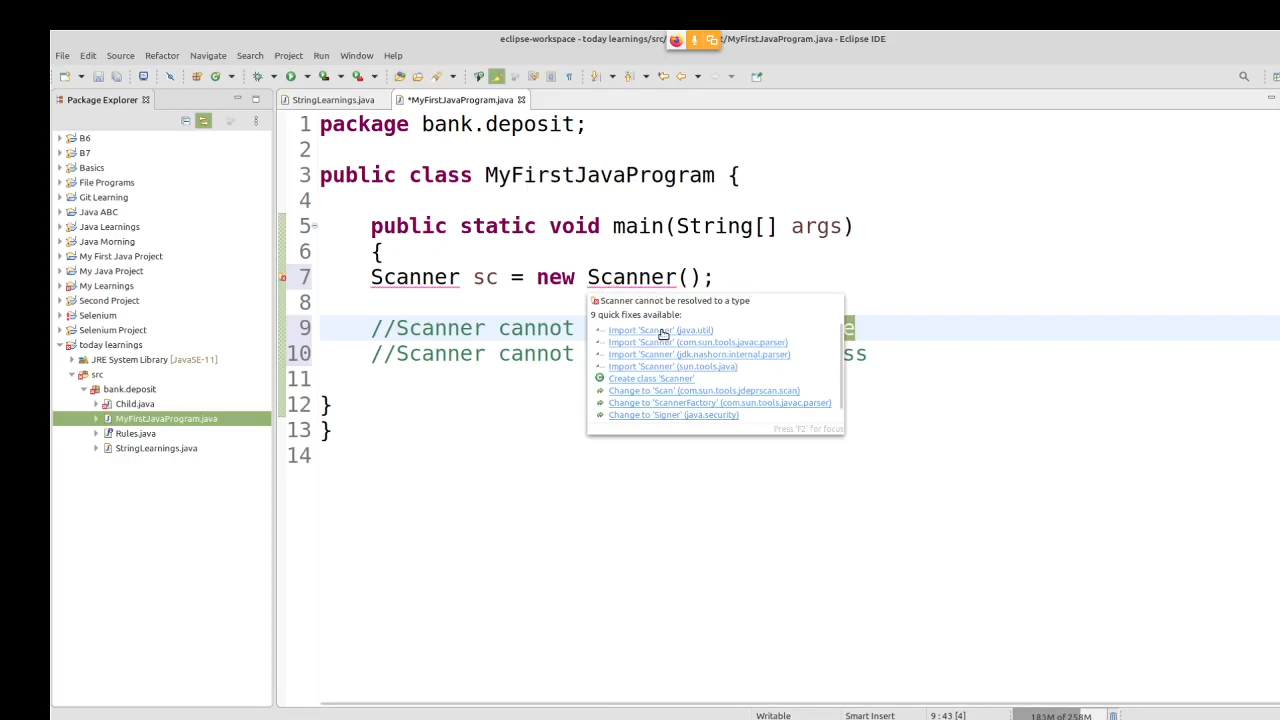 eclipse-workspace - today learnings/src/ t/MyFirstJavaProgram.java - Eclipse IDE
File Edit Source Refactor Navigate Search Project Run Window Help
Package Explorer
StringLearnings.java
*MyFirstJavaProgram.java
B6
B7
Basics
File Programs
Git Learning
Java ABC
Java Learnings
Java Morning
My First Java Project
My Java Project
My Learnings
Second Project
Selenium
Selenium Project
today learnings
JRE System Library [JavaSE-11]
src
bank.deposit
Child.java
MyFirstJavaProgram.java
Rules.java
StringLearnings.java
1 package bank.deposit;
2
3 public class MyFirstJavaProgram {
4
5 public static void main(String[] args)
6 {
7 Scanner sc = new Scanner();
8
9 //Scanner cannot e
10 //Scanner cannot ss
11
12 }
13 }
14
Scanner cannot be resolved to a type
9 quick fixes available:
Import 'Scanner' (java.util)
Import 'Scanner' (com.sun.tools.javac.parser)
Import 'Scanner' (jdk.nashorn.internal.parser)
Import 'Scanner' (sun.tools.java)
Create class 'Scanner'
Change to 'Scan' (com.sun.tools.jdeprscan.scan)
Change to 'ScannerFactory' (com.sun.tools.javac.parser)
Change to 'Signer' (java.security)
Press 'F2' for focus
Writable Smart Insert 9 : 43 [4] 183M of 258M